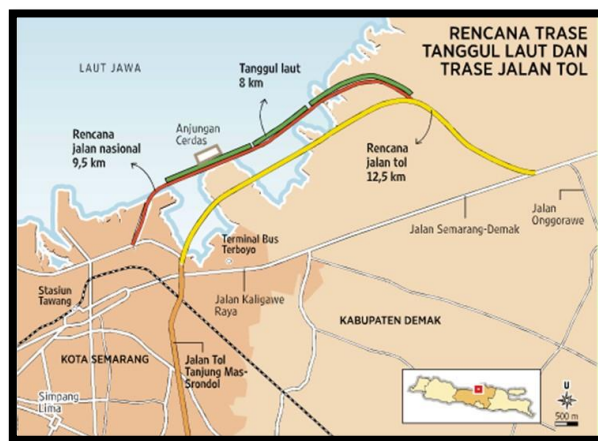 RENCANA TRASE
TANGGUL LAUT DAN
TRASE JALAN TOL
LAUT JAWA
Tanggul laut
8 km
Anjungan
Cerdas
Rencana
jalan nasional
9,5 km
Rencana
jalan tol
12,5 km
Jalan
Onggorawe
Jalan Semarang-Demak
Terminal Bus
Terboyo
Stasiun
Tawang
Jalan Kaligawe
Raya
KABUPATEN DEMAK
KOTA SEMARANG
Jalan Tol
Tanjung Mas-
Srondol
Simpang
Lima
U
500 m